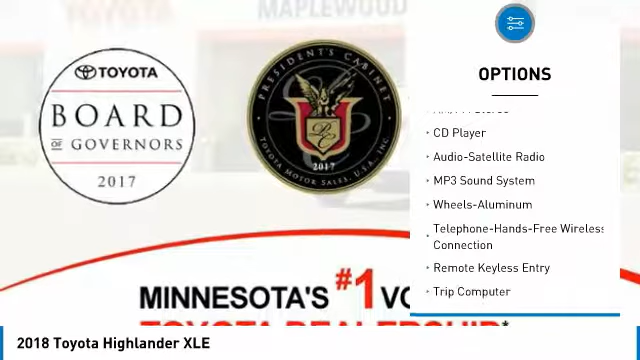 MAPLEWOOD
TOYOTA
BOARD
OF GOVERNORS
2017
PRESIDENT'S CABINET
PC
2017
TOYOTA MOTOR SALES, U.S.A., INC.
MINNESOTA'S #1
OPTIONS
CD Player
Audio-Satellite Radio
MP3 Sound System
Wheels-Aluminum
Telephone-Hands-Free Wireless
Connection
Remote Keyless Entry
Trip Computer
2018 Toyota Highlander XLE